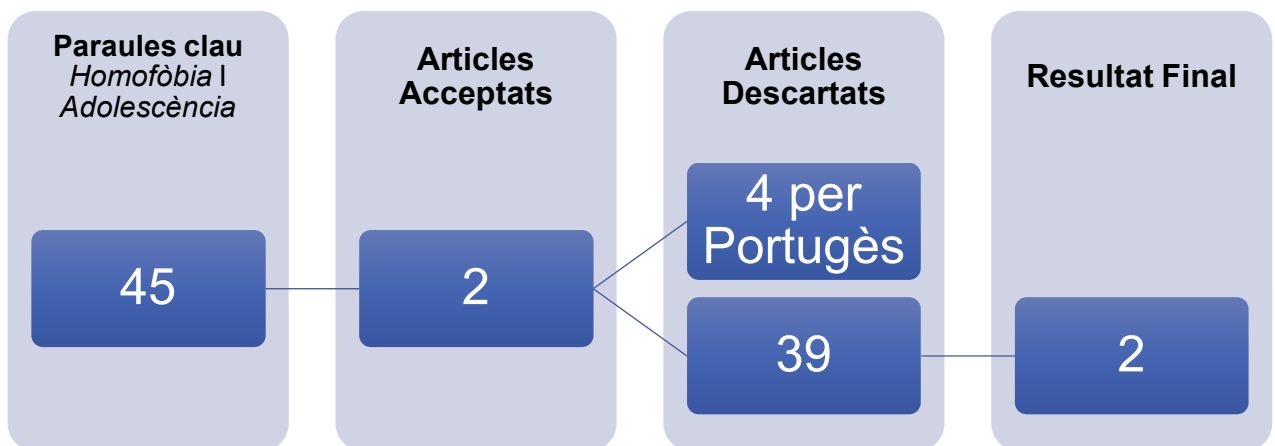 Paraules clau
Homofòbia I
Adolescència
45
Articles
Acceptats
2
Articles
Descartats
4 per
Portugès
39
Resultat Final
2